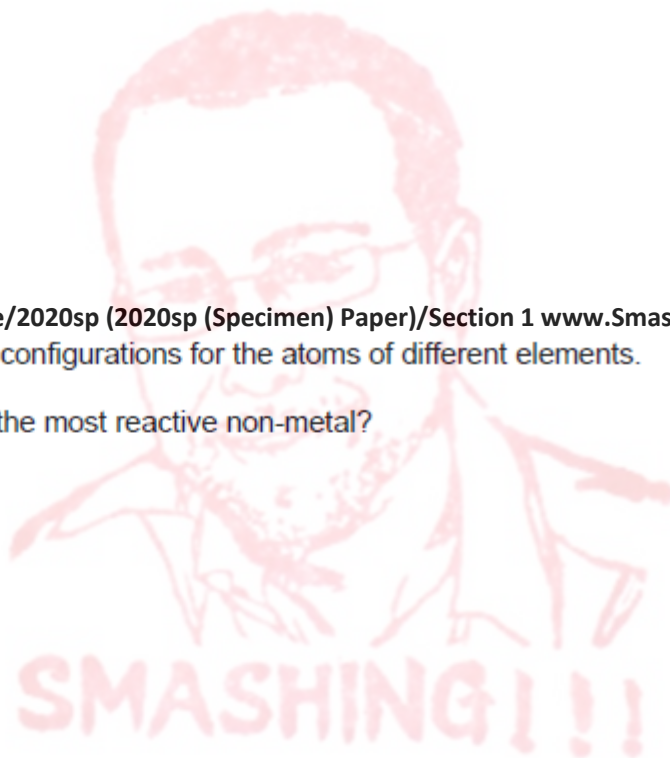 e/2020sp (2020sp (Specimen) Paper)/Section 1 www.Smas
configurations for the atoms of different elements.
the most reactive non-metal?
SMASHING!!!